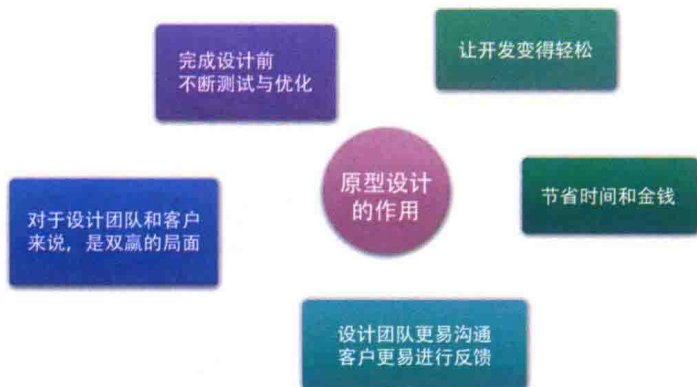 完成设计前
不断测试与优化
让开发变得轻松
原型设计
的作用
对于设计团队和客户
来说，是双赢的局面
节省时间和金钱
设计团队更易沟通
客户更易进行反馈